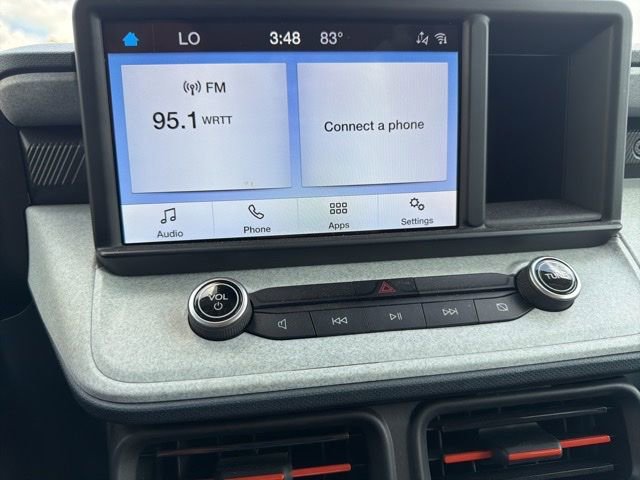 LO 3:48 83°
FM
95.1 WRTT
Connect a phone
Audio Phone Apps Settings
VOL
TUNE